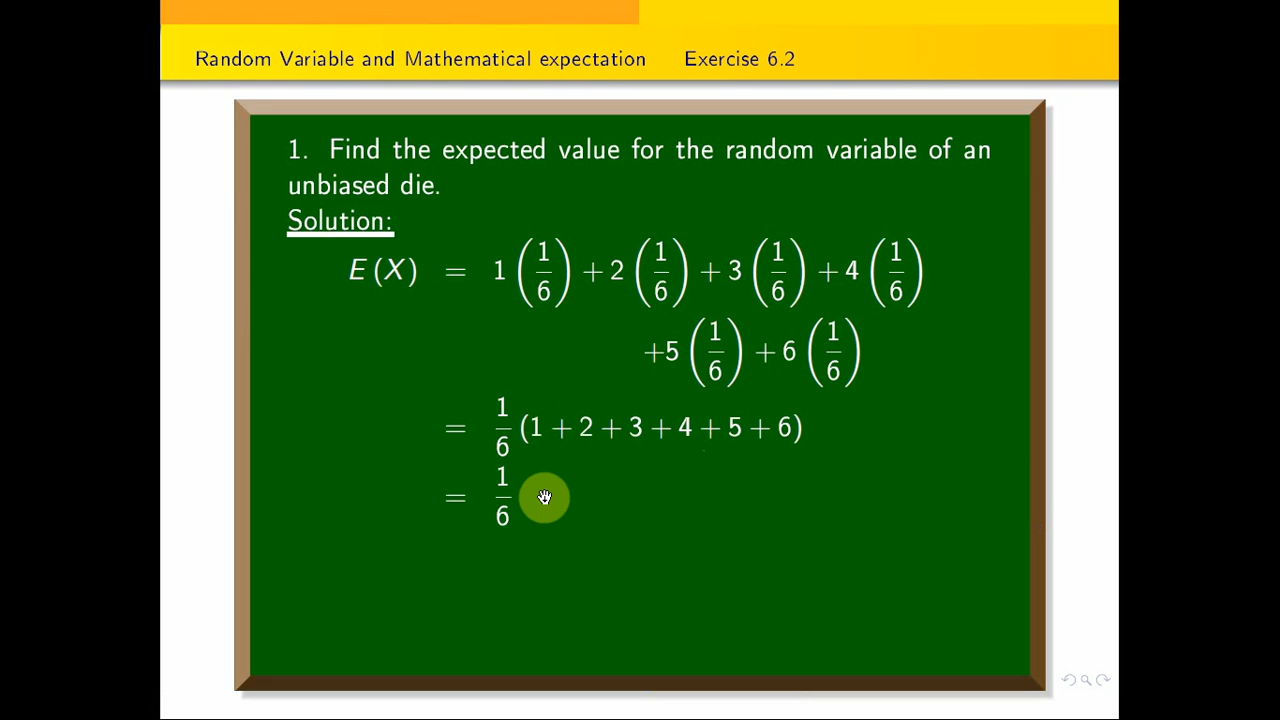 Random Variable and Mathematical expectation Exercise 6.2
1. Find the expected value for the random variable of an
unbiased die.
Solution:
E (X) = 1 (1/6) + 2 (1/6) + 3 (1/6) + 4 (1/6)
+5 (1/6) + 6 (1/6)
= 1/6 (1 + 2 + 3 + 4 + 5 + 6)
= 1/6